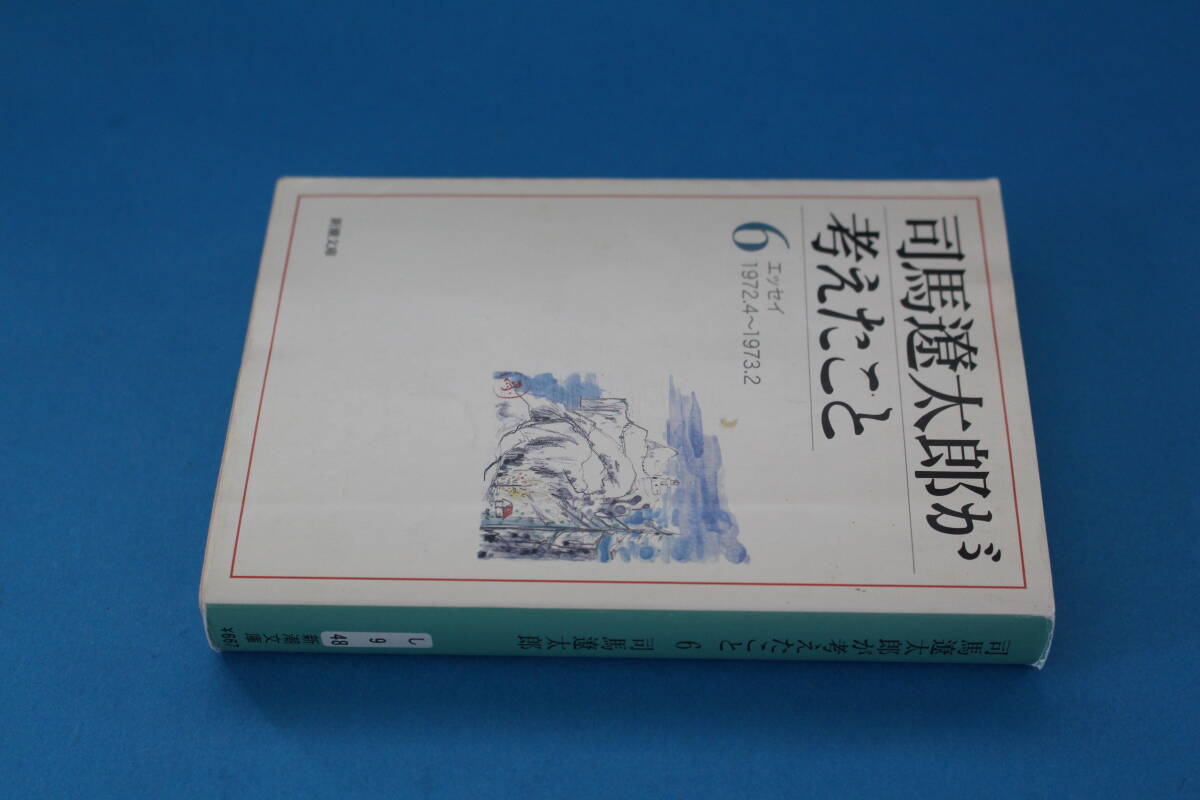 司馬遼太郎が
考えたこと
6
エッセイ
1972.4～1973.2
新潮文庫
司馬遼太郎が考えたこと 6 司馬遼太郎
新潮文庫
し
9
48
¥667